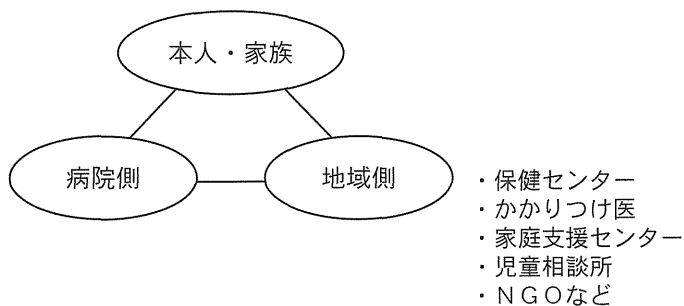 本人・家族
病院側
地域側
・保健センター
・かかりつけ医
・家庭支援センター
・児童相談所
・ＮＧＯなど